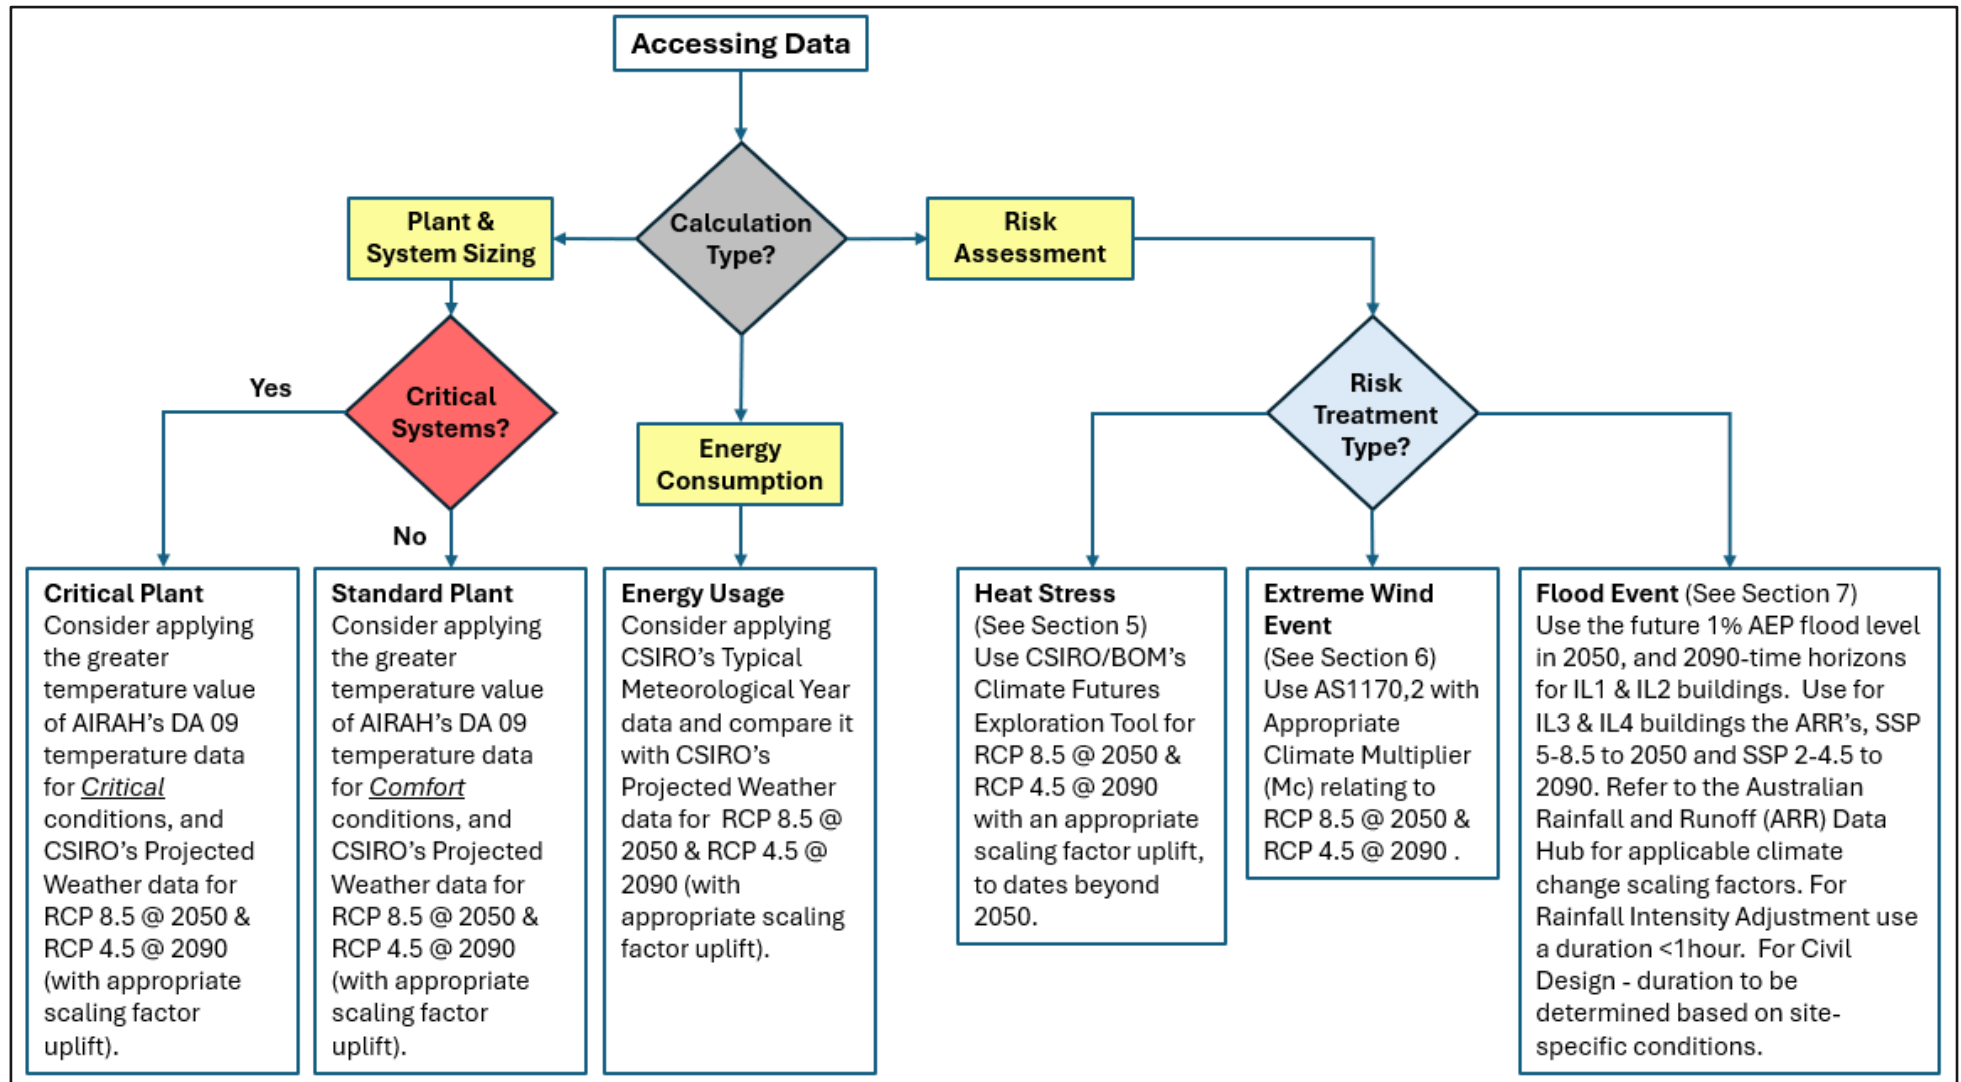 Accessing Data
Calculation
Type?
Plant &
System Sizing
Risk
Assessment
Yes
Critical
Systems?
No
Energy
Consumption
Risk
Treatment
Type?
Critical Plant
Consider applying
the greater
temperature value
of AIRAH's DA 09
temperature data
for Critical
conditions, and
CSIRO's Projected
Weather data for
RCP 8.5 @ 2050 &
RCP 4.5 @ 2090
(with appropriate
scaling factor
uplift).
Standard Plant
Consider applying
the greater
temperature value
of AIRAH's DA 09
temperature data
for Comfort
conditions, and
CSIRO's Projected
Weather data for
RCP 8.5 @ 2050 &
RCP 4.5 @ 2090
(with appropriate
scaling factor
uplift).
Energy Usage
Consider applying
CSIRO's Typical
Meteorological Year
data and compare it
with CSIRO's
Projected Weather
data for  RCP 8.5 @
2050 & RCP 4.5 @
2090 (with
appropriate scaling
factor uplift).
Heat Stress
(See Section 5)
Use CSIRO/BOM's
Climate Futures
Exploration Tool for
RCP 8.5 @ 2050 &
RCP 4.5 @ 2090
with an appropriate
scaling factor uplift,
to dates beyond
2050.
Extreme Wind
Event
(See Section 6)
Use AS1170,2 with
Appropriate
Climate Multiplier
(Mc) relating to
RCP 8.5 @ 2050 &
RCP 4.5 @ 2090 .
Flood Event (See Section 7)
Use the future 1% AEP flood level
in 2050, and 2090-time horizons
for IL1 & IL2 buildings.  Use for
IL3 & IL4 buildings the ARR's, SSP
5-8.5 to 2050 and SSP 2-4.5 to
2090. Refer to the Australian
Rainfall and Runoff (ARR) Data
Hub for applicable climate
change scaling factors. For
Rainfall Intensity Adjustment use
a duration <1hour.  For Civil
Design - duration to be
determined based on site-
specific conditions.